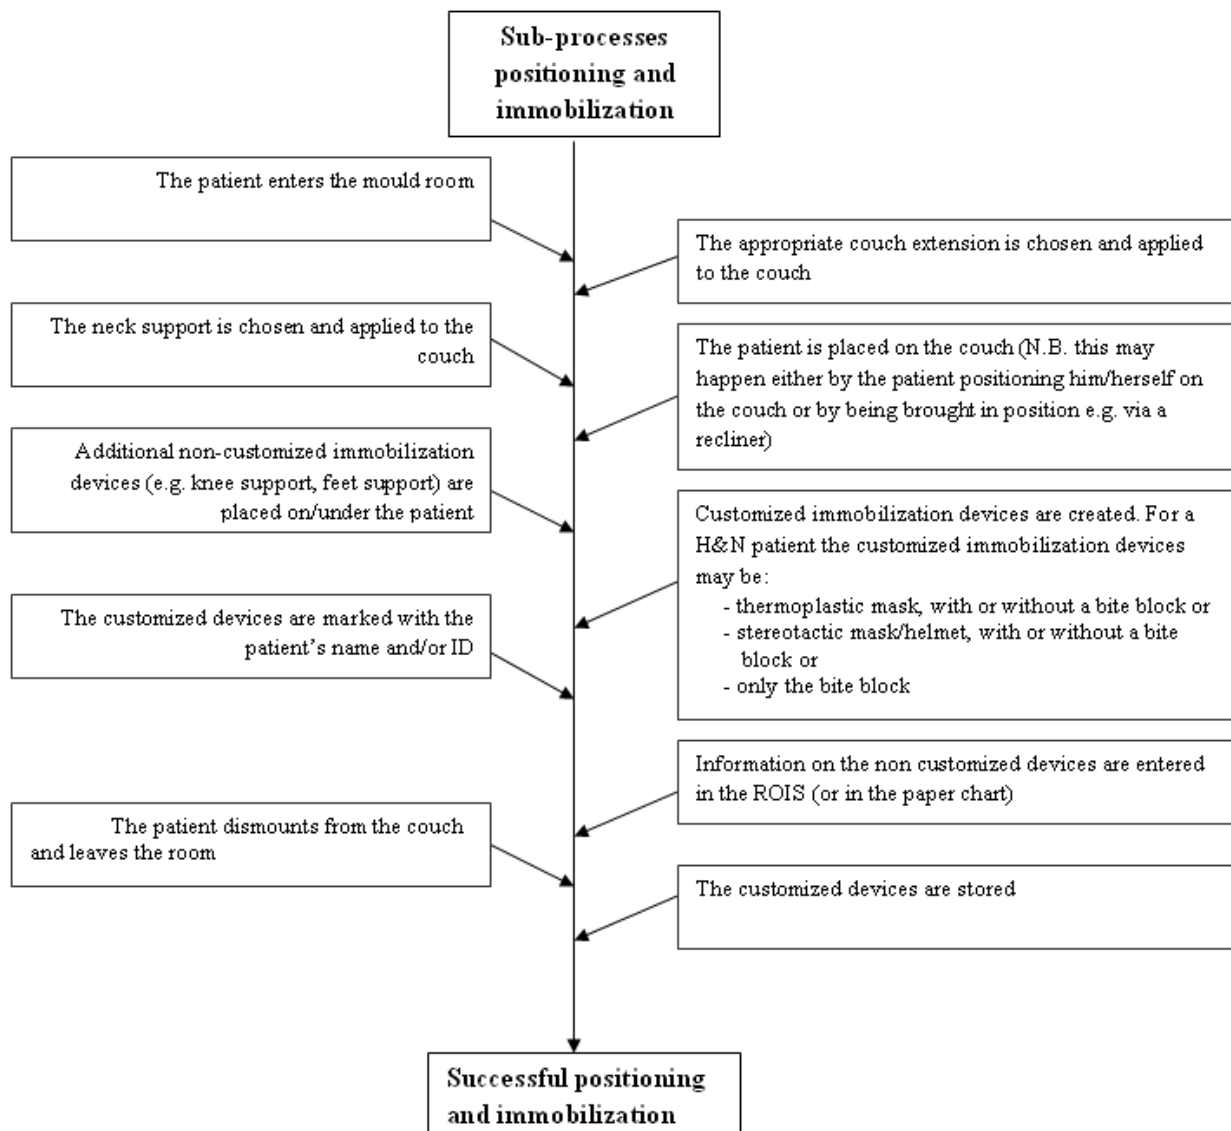 Sub-processes
positioning and
immobilization
The patient enters the mould room
The appropriate couch extension is chosen and applied
to the couch
The neck support is chosen and applied to the
couch
The patient is placed on the couch (N.B. this may
happen either by the patient positioning him/herself on
the couch or by being brought in position e.g. via a
recliner)
Additional non-customized immobilization
devices (e.g. knee support, feet support) are
placed on/under the patient
Customized immobilization devices are created. For a
H&N patient the customized immobilization devices
may be:
- thermoplastic mask, with or without a bite block or
- stereotactic mask/helmet, with or without a bite
block or
- only the bite block
The customized devices are marked with the
patient's name and/or ID
Information on the non customized devices are entered
in the ROIS (or in the paper chart)
The patient dismounts from the couch
and leaves the room
The customized devices are stored
Successful positioning
and immobilization